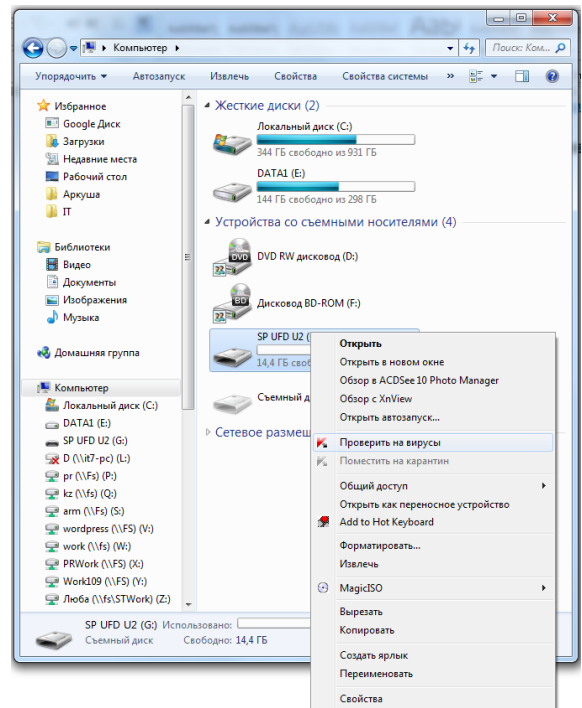 Компьютер
Поиск: Ком...
Упорядочить
Автозапуск
Извлечь
Свойства
Свойства системы
»
Избранное
Google Диск
Загрузки
Недавние места
Рабочий стол
Аркуша
IT
Библиотеки
Видео
Документы
Изображения
Музыка
Домашняя группа
Компьютер
Локальный диск (C:)
DATA1 (E:)
SP UFD U2 (G:)
D (\\it7-pc) (L:)
pr (\\Fs) (P:)
kz (\\fs) (Q:)
arm (\\Fs) (S:)
wordpress (\\FS) (V:)
work (\\fs) (W:)
PRWork (\\FS) (X:)
Work109 (\\FS) (Y:)
Люба (\\fs\STWork) (Z:)
Жесткие диски (2)
Локальный диск (C:)
344 ГБ свободно из 931 ГБ
DATA1 (E:)
144 ГБ свободно из 298 ГБ
Устройства со съемными носителями (4)
DVD RW дисковод (D:)
Дисковод BD-ROM (F:)
SP UFD U2 (
14,4 ГБ своб
Съемный д
Сетевое размещ
Открыть
Открыть в новом окне
Обзор в ACDSee 10 Photo Manager
Обзор с XnView
Открыть автозапуск...
Проверить на вирусы
Поместить на карантин
Общий доступ
Открыть как переносное устройство
Add to Hot Keyboard
Форматировать...
Извлечь
MagicISO
Вырезать
Копировать
Создать ярлык
Переименовать
Свойства
SP UFD U2 (G:) Использовано:
Съемный диск Свободно: 14,4 ГБ